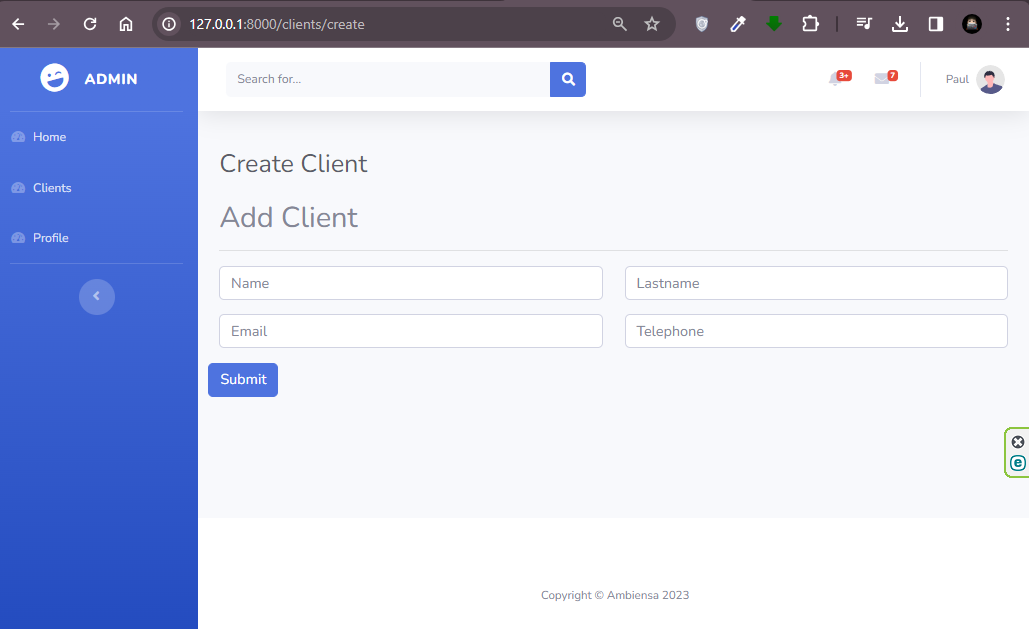 127.0.0.1:8000/clients/create
ADMIN
Search for...
3+
7
Paul
Home
Clients
Profile
Create Client
Add Client
Name
Lastname
Email
Telephone
Submit
e
Copyright © Ambiensa 2023